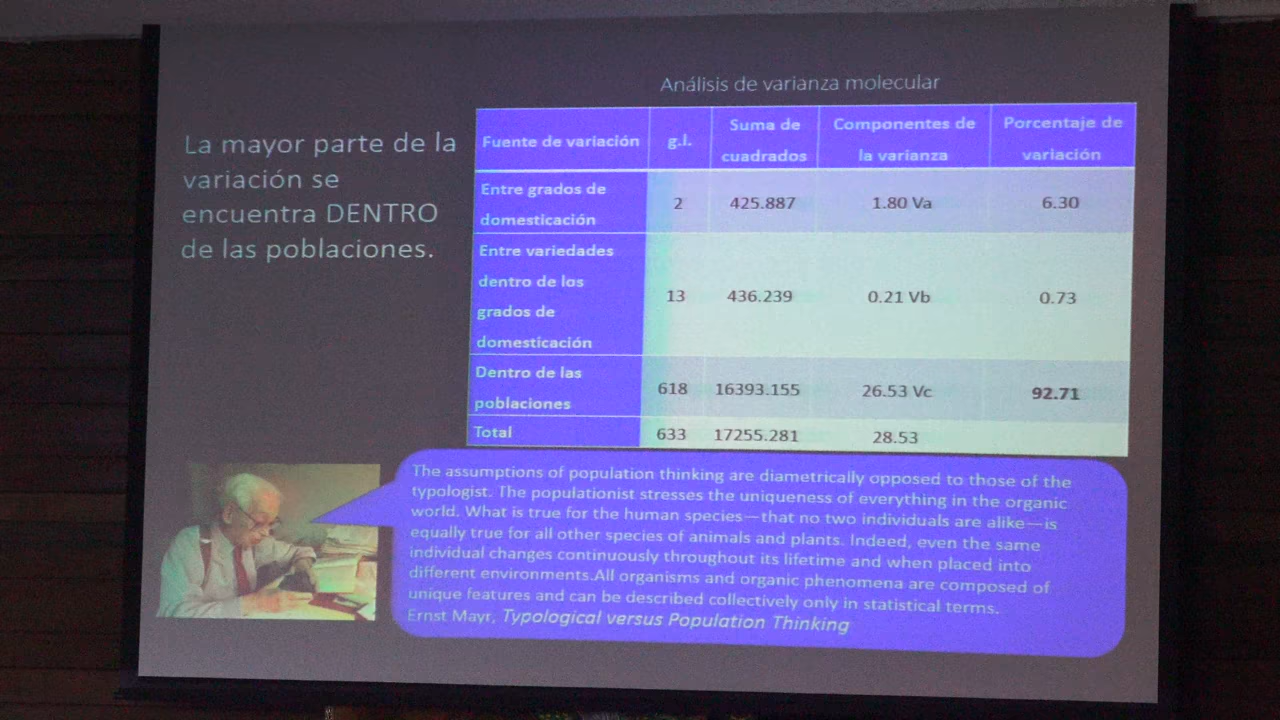 Análisis de varianza molecular
La mayor parte de la
variación se
encuentra DENTRO
de las poblaciones.
Fuente de variación g.l. Suma de cuadrados Componentes de la varianza Porcentaje de variación
Entre grados de domesticación 2 425.887 1.80 Va 6.30
Entre variedades dentro de los grados de domesticación 13 436.239 0.21 Vb 0.73
Dentro de las poblaciones 618 16393.155 26.53 Vc 92.71
Total 633 17255.281 28.53
The assumptions of population thinking are diametrically opposed to those of the
typologist. The populationist stresses the uniqueness of everything in the organic
world. What is true for the human species—that no two individuals are alike—is
equally true for all other species of animals and plants. Indeed, even the same
individual changes continuously throughout its lifetime and when placed into
different environments.All organisms and organic phenomena are composed of
unique features and can be described collectively only in statistical terms.
Ernst Mayr, Typological versus Population Thinking